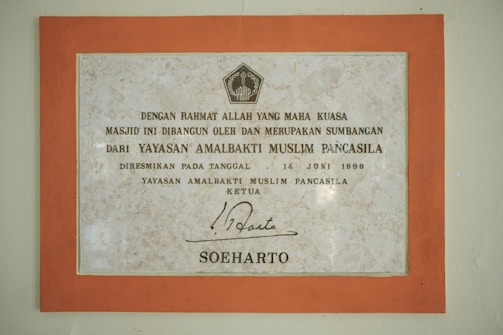 DENGAN RAHMAT ALLAH YANG MAHA KUASA
MASJID INI DIBANGUN OLEH DAN MERUPAKAN SUMBANGAN
DARI YAYASAN AMALBAKTI MUSLIM PANCASILA
DIRESMIKAN PADA TANGGAL . 14 JUNI 1996
YAYASAN AMALBAKTI MUSLIM PANCASILA
KETUA
SOEHARTO